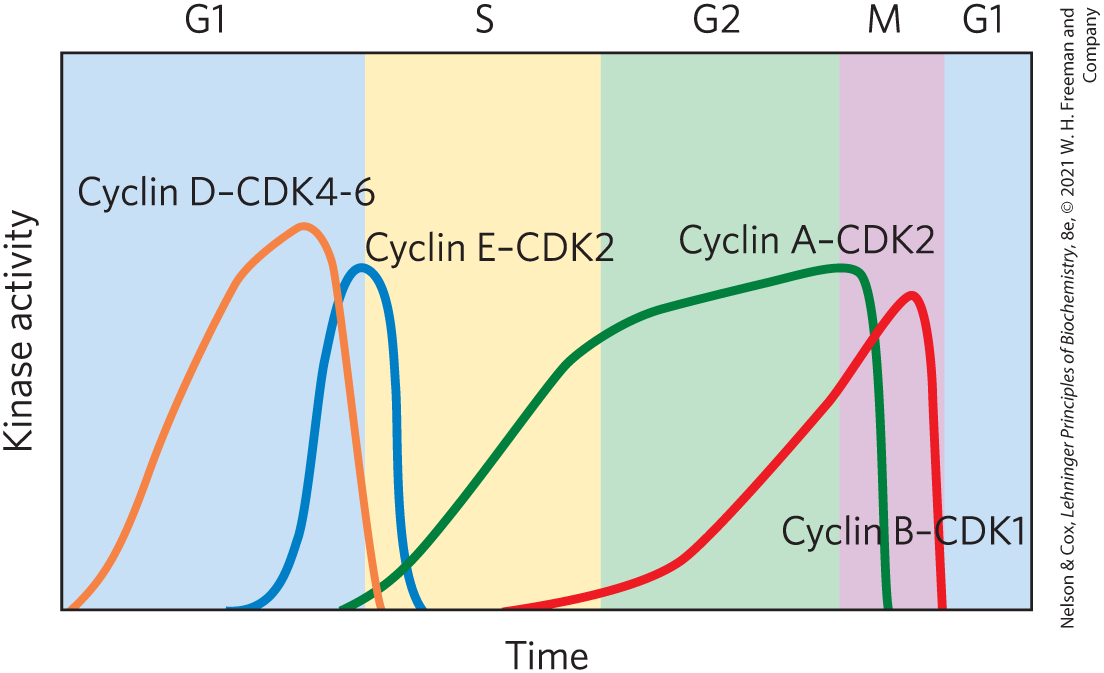 G1
S
G2
M
G1
Cyclin D–CDK4-6
Cyclin E–CDK2
Cyclin A–CDK2
Cyclin B–CDK1
Kinase activity
Time
Nelson & Cox, Lehninger Principles of Biochemistry, 8e, © 2021 W. H. Freeman and
Company